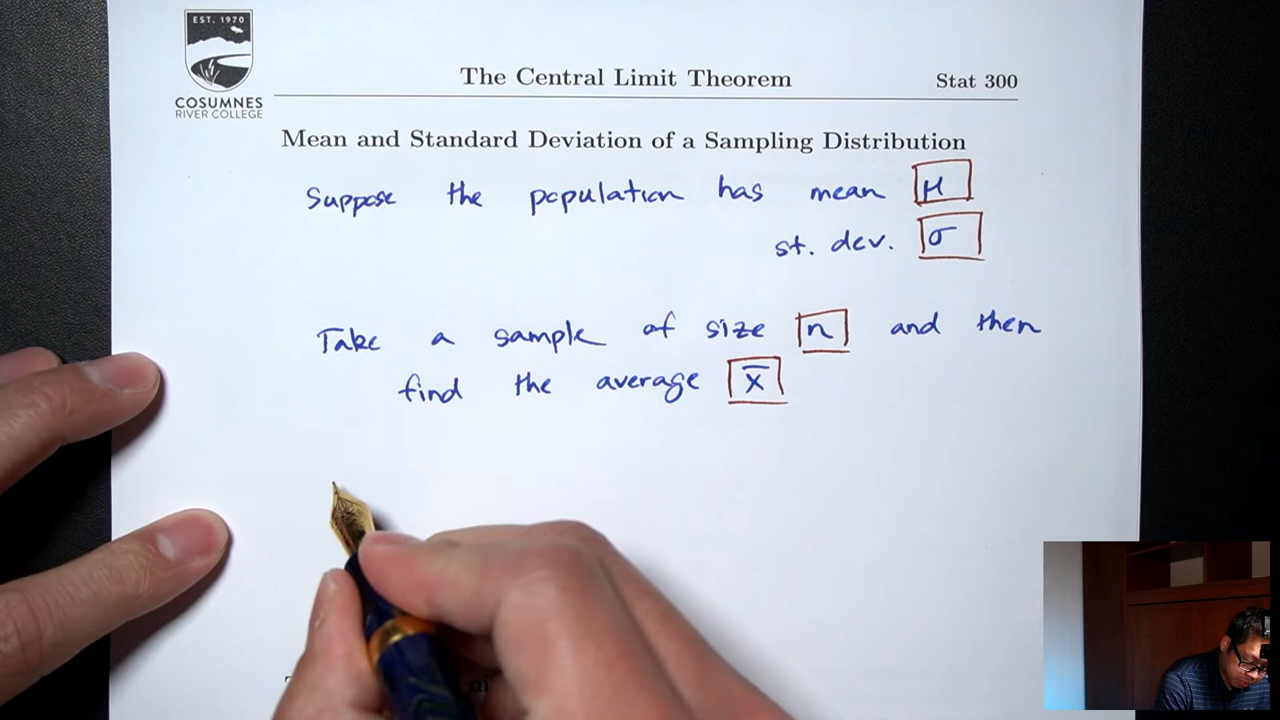 EST. 1970
COSUMNES
RIVER COLLEGE
The Central Limit Theorem Stat 300
Mean and Standard Deviation of a Sampling Distribution
Suppose the population has mean μ
st. dev. σ
Take a sample of size n and then
find the average x̄